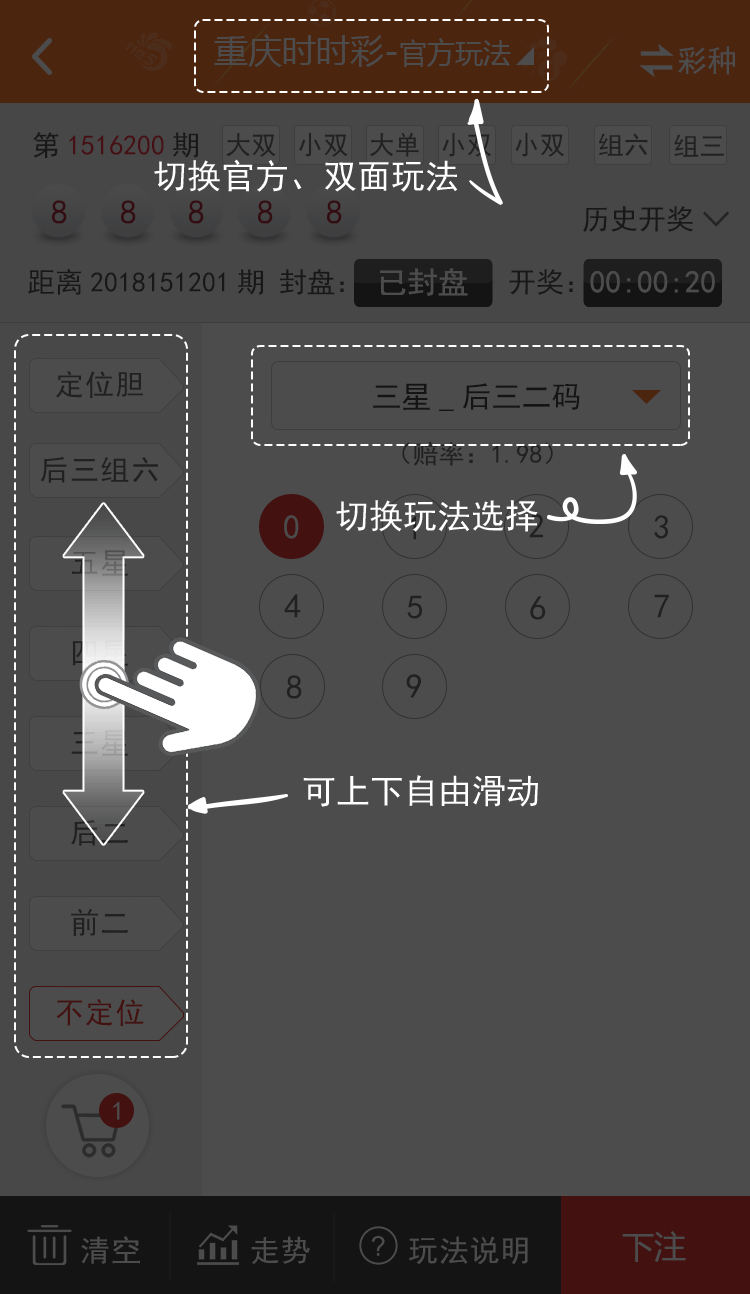 重庆时时彩-官方玩法
彩种
第 1516200 期 大双 小双 大单 小双 小双 组六 组三
切换官方、双面玩法
8 8 8 8 8
历史开奖
距离 2018151201 期 封盘: 已封盘 开奖: 00:00:20
定位胆
三星 _ 后三二码
后三组六
(赔率: 1.98)
切换玩法选择
0 1 2 3
五星
4 5 6 7
四星
8 9
三星
可上下自由滑动
后二
前二
不定位
1
清空 走势 ? 玩法说明 下注